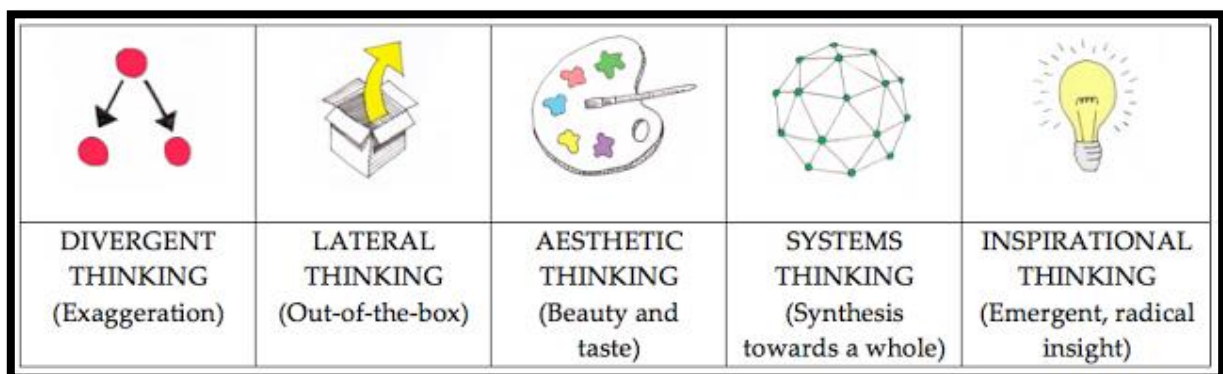 DIVERGENT
THINKING
(Exaggeration)
LATERAL
THINKING
(Out-of-the-box)
AESTHETIC
THINKING
(Beauty and
taste)
SYSTEMS
THINKING
(Synthesis
towards a whole)
INSPIRATIONAL
THINKING
(Emergent, radical
insight)